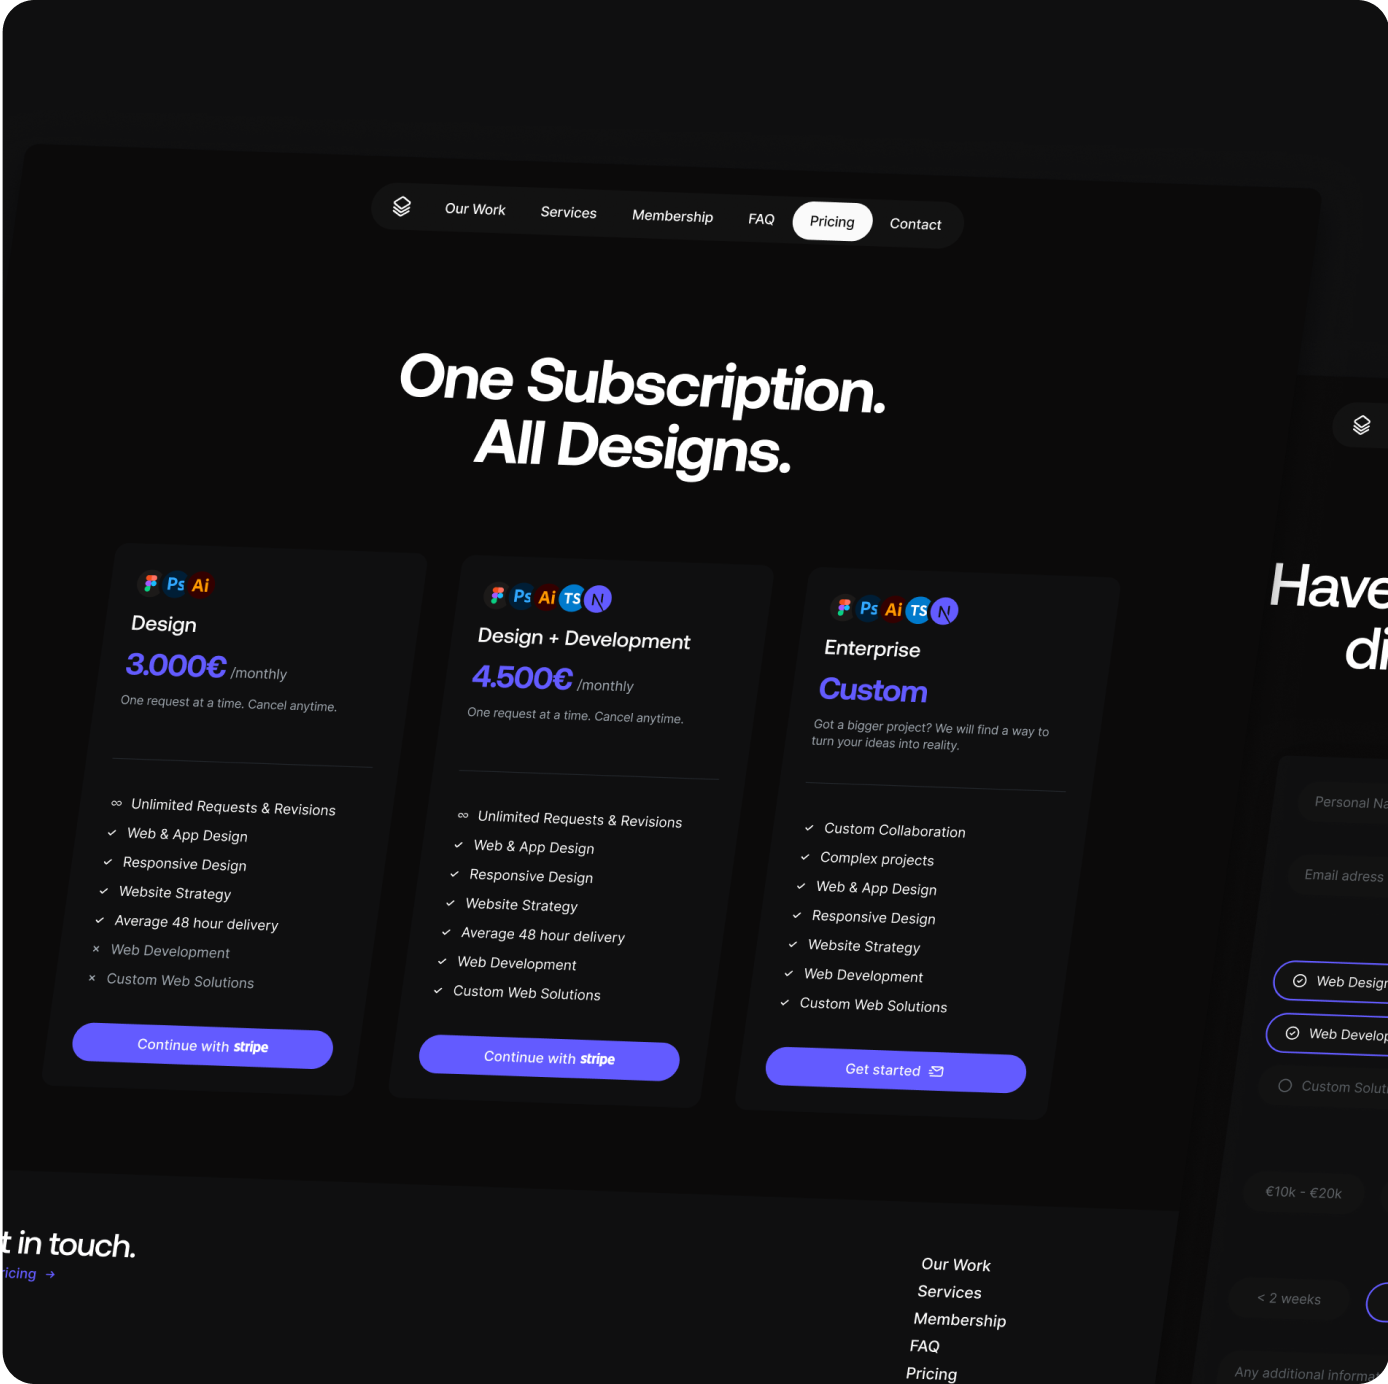 Our Work Services Membership FAQ Pricing Contact
One Subscription.
All Designs.
Ps Ai
Design
3.000€ /monthly
One request at a time. Cancel anytime.
∞ Unlimited Requests & Revisions
Web & App Design
Responsive Design
Website Strategy
Average 48 hour delivery
Web Development
Custom Web Solutions
Continue with stripe
Ps Ai TS N
Design + Development
4.500€ /monthly
One request at a time. Cancel anytime.
∞ Unlimited Requests & Revisions
Web & App Design
Responsive Design
Website Strategy
Average 48 hour delivery
Web Development
Custom Web Solutions
Continue with stripe
Ps Ai TS N
Enterprise
Custom
Got a bigger project? We will find a way to
turn your ideas into reality.
Custom Collaboration
Complex projects
Web & App Design
Responsive Design
Website Strategy
Web Development
Custom Web Solutions
Get started
t in touch.
ricing →
Our Work
Services
Membership
FAQ
Pricing
Have
di
Personal Na
Email adress
Web Design
Web Develop
Custom Soluti
€10k - €20k
< 2 weeks
Any additional informat